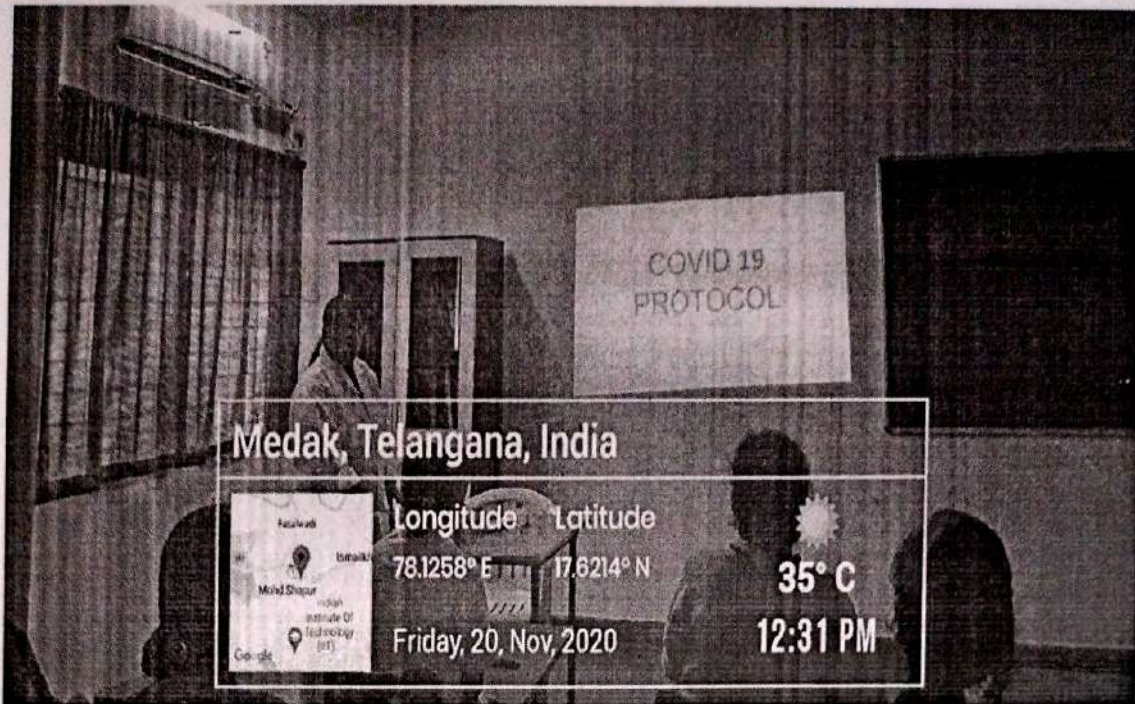 COVID 19
PROTOCOL
Medak, Telangana, India
Longitude Latitude
78.1258° E 17.6214° N
35° C
Friday, 20, Nov, 2020
12:31 PM
Fasalwadi
Mohd Shapur
Indian
Institute Of
Technology
(IIT)
Google